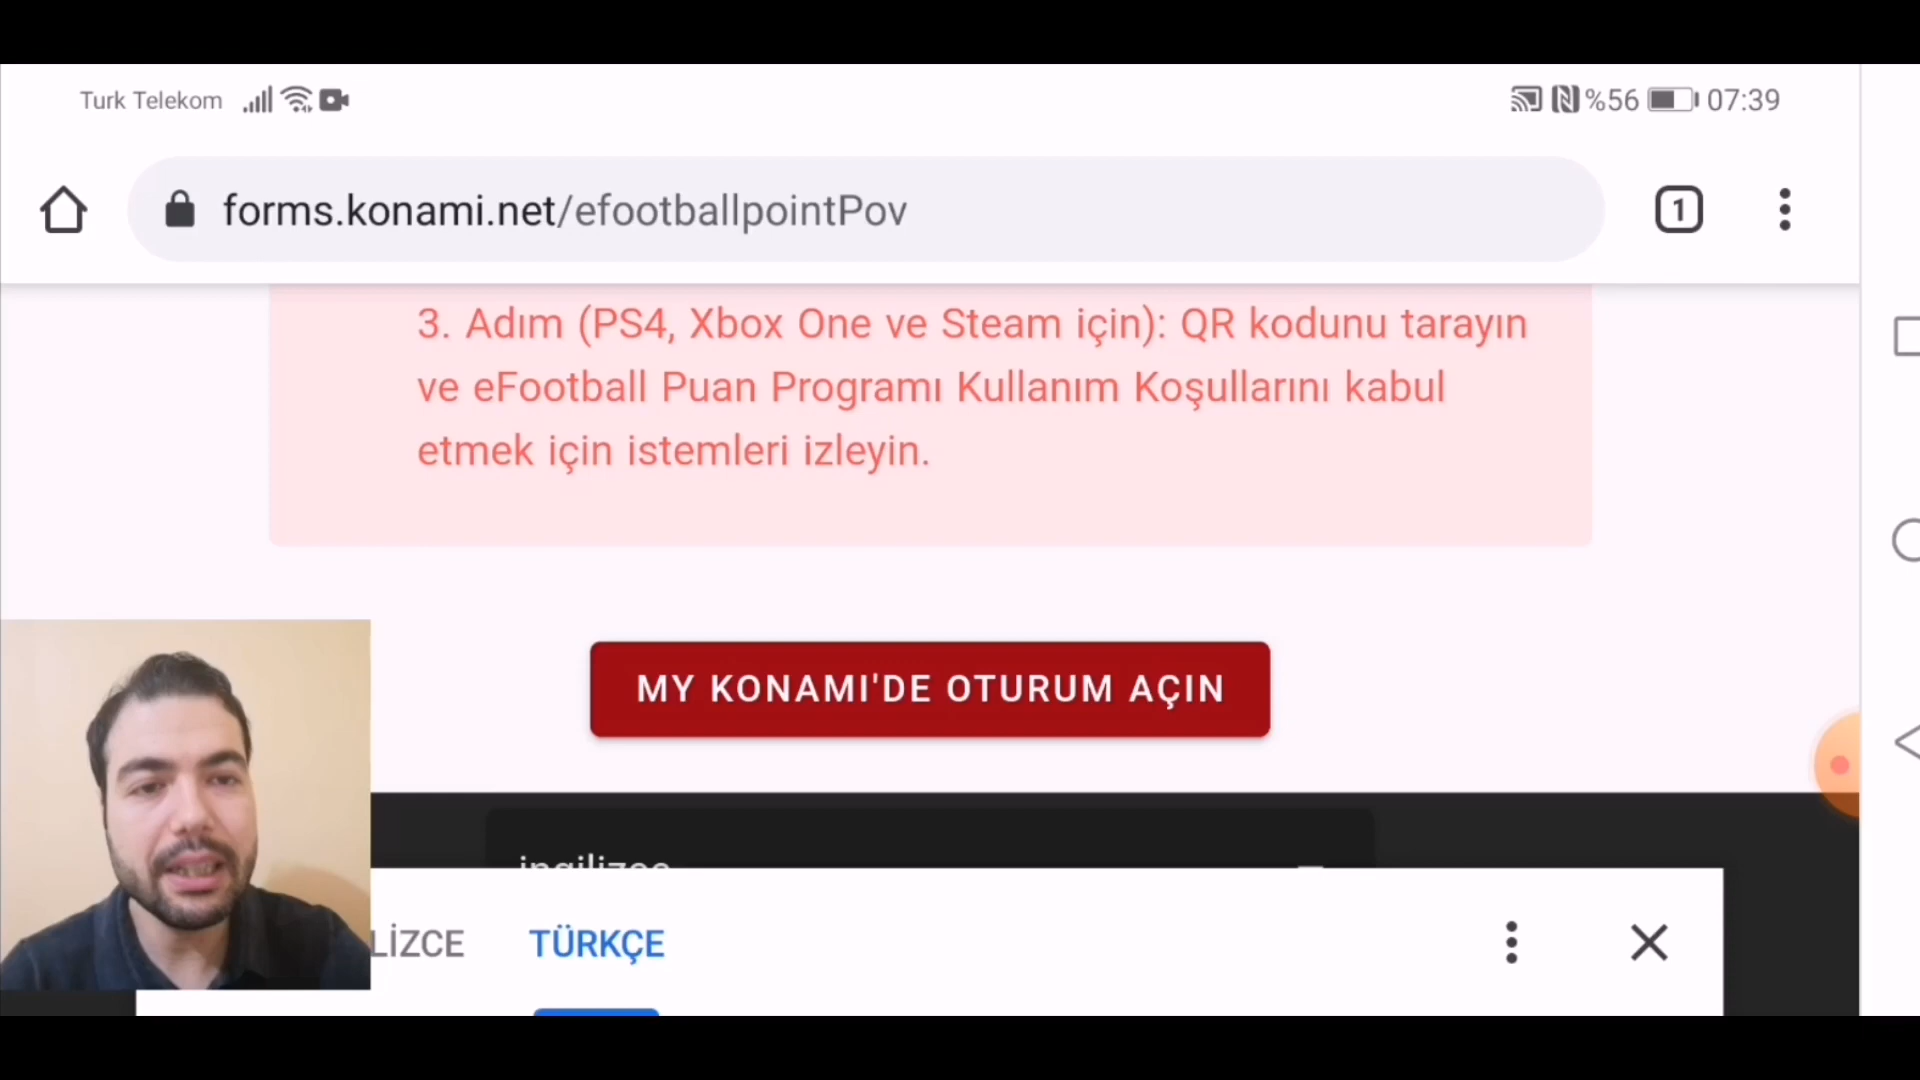 Turk Telekom
%56 07:39
forms.konami.net/efootballpointPov
1
3. Adım (PS4, Xbox One ve Steam için): QR kodunu tarayın
ve eFootball Puan Programı Kullanım Koşullarını kabul
etmek için istemleri izleyin.
MY KONAMI'DE OTURUM AÇIN
ingilizce
LİZCE TÜRKÇE